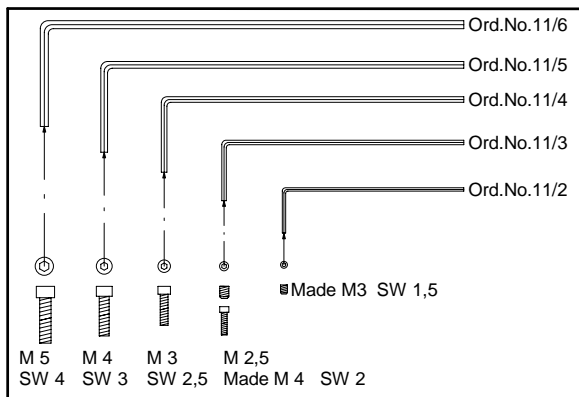 Ord.No.11/6
Ord.No.11/5
Ord.No.11/4
Ord.No.11/3
Ord.No.11/2
Made M3 SW 1,5
M 5 M 4 M 3 M 2,5
SW 4 SW 3 SW 2,5 Made M 4 SW 2